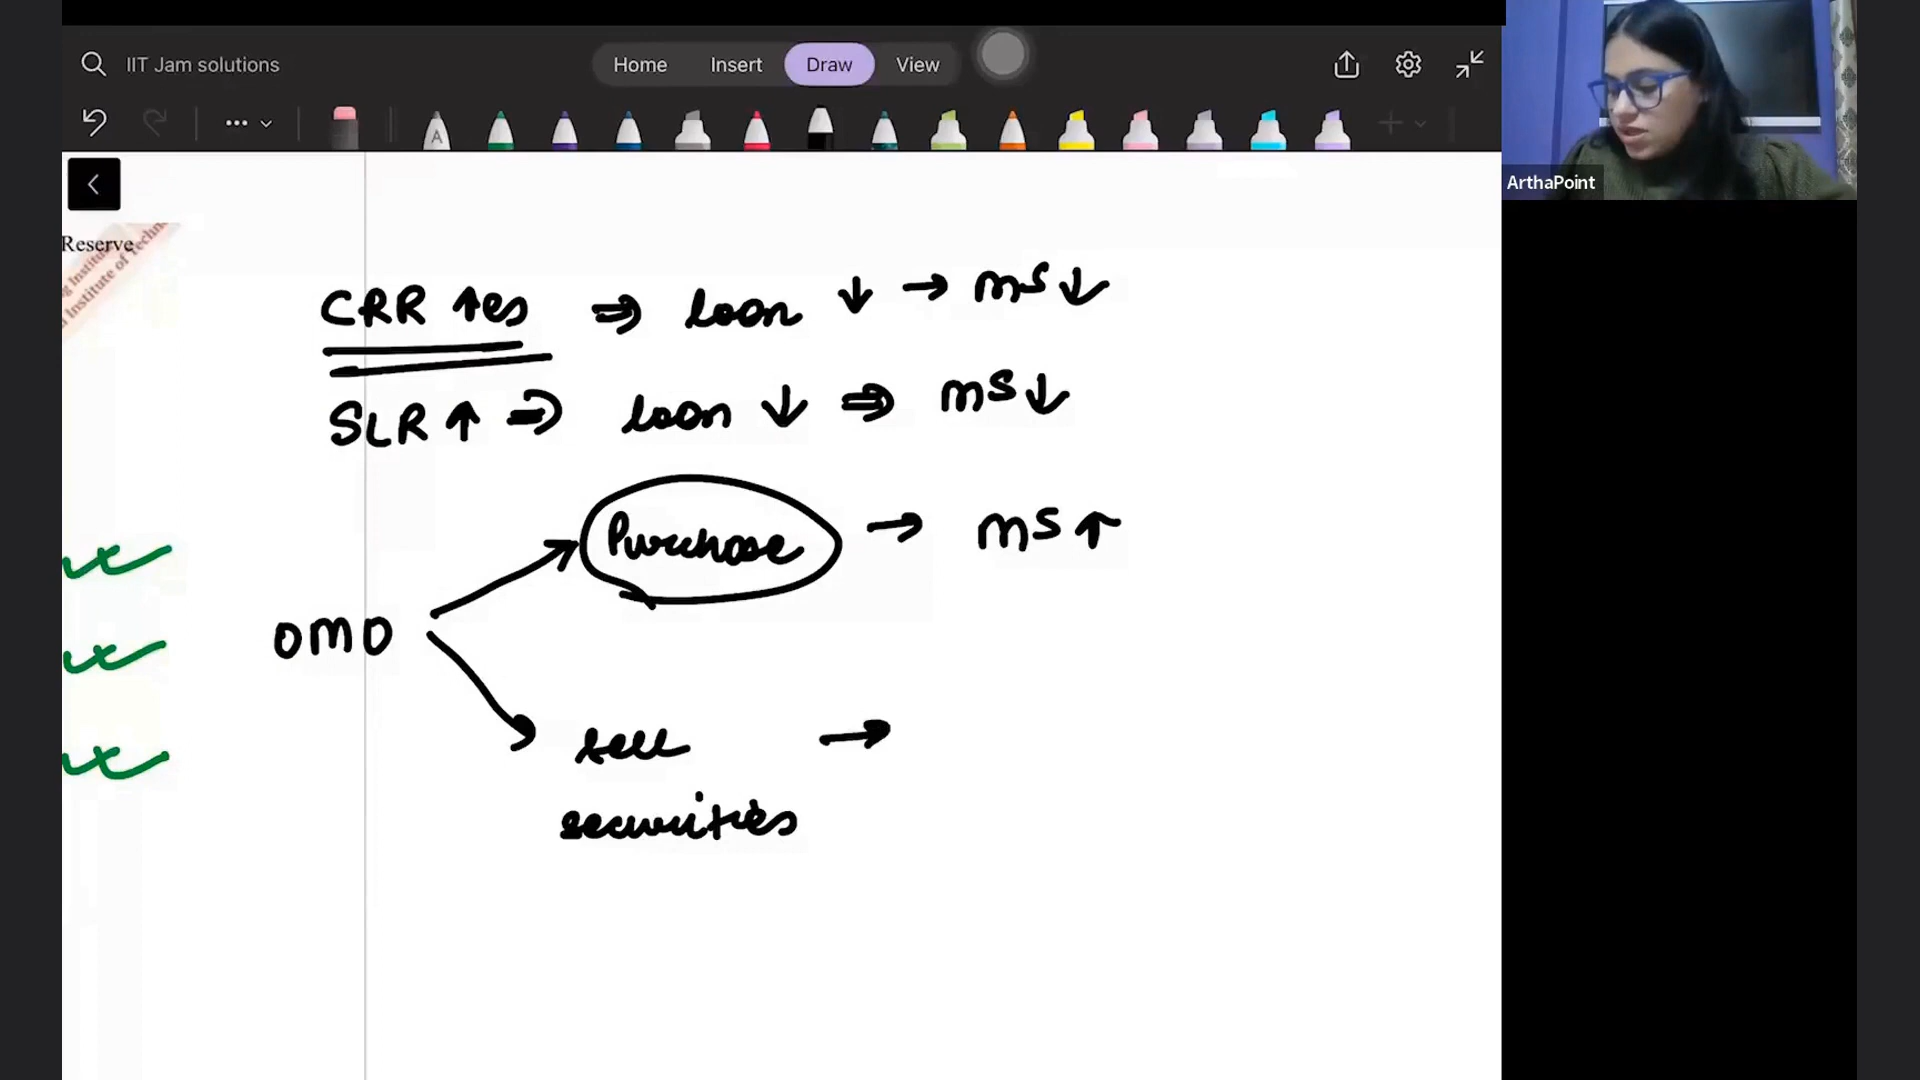 IIT Jam solutions
Home Insert Draw View
A
ArthaPoint
Reserve
CRR ↑es ⇒ loan ↓ → MS ↓
SLR ↑ ⇒ loan ↓ ⇒ MS ↓
Purchase → MS ↑
OMO
sell →
securities